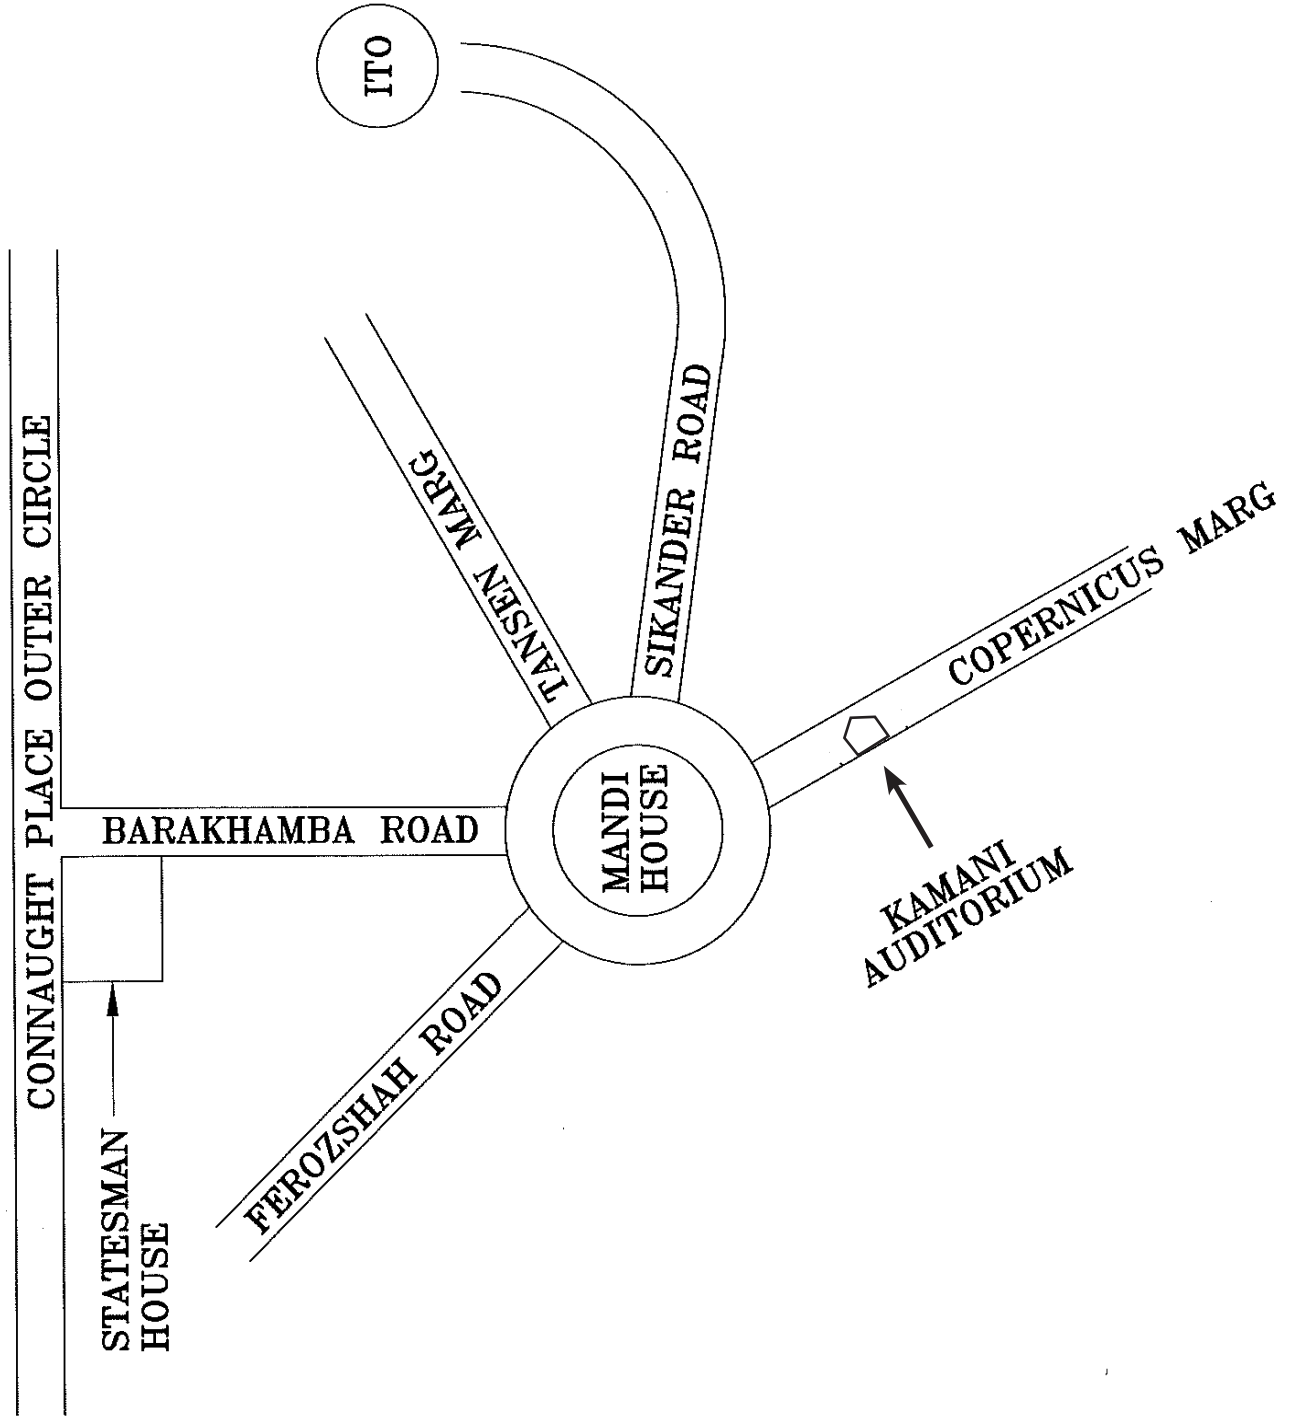 ITO
CONNAUGHT PLACE OUTER CIRCLE
TANSEN MARG
SIKANDER ROAD
COPERNICUS MARG
BARAKHAMBA ROAD
MANDI
HOUSE
KAMANI
AUDITORIUM
FEROZSHAH ROAD
STATESMAN
HOUSE